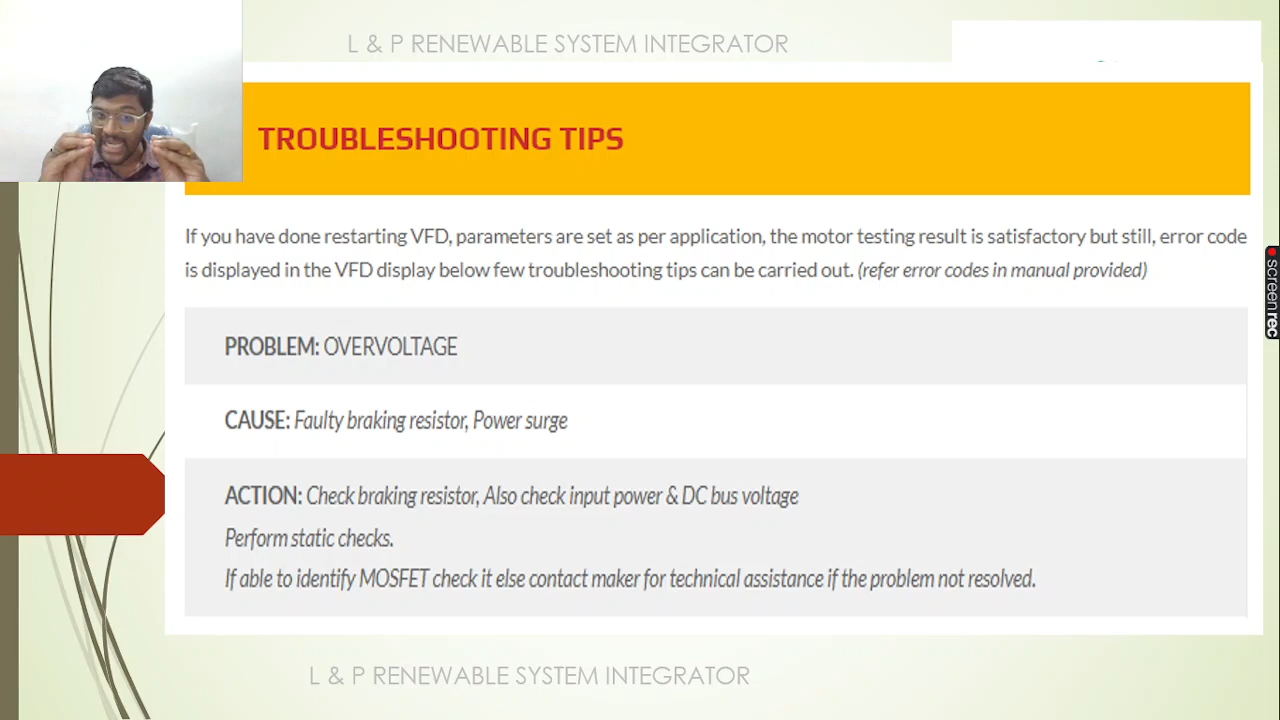 L & P RENEWABLE SYSTEM INTEGRATOR
TROUBLESHOOTING TIPS
If you have done restarting VFD, parameters are set as per application, the motor testing result is satisfactory but still, error code
is displayed in the VFD display below few troubleshooting tips can be carried out. (refer error codes in manual provided)
PROBLEM: OVERVOLTAGE
CAUSE: Faulty braking resistor, Power surge
ACTION: Check braking resistor, Also check input power & DC bus voltage
Perform static checks.
If able to identify MOSFET check it else contact maker for technical assistance if the problem not resolved.
L & P RENEWABLE SYSTEM INTEGRATOR
screenrec